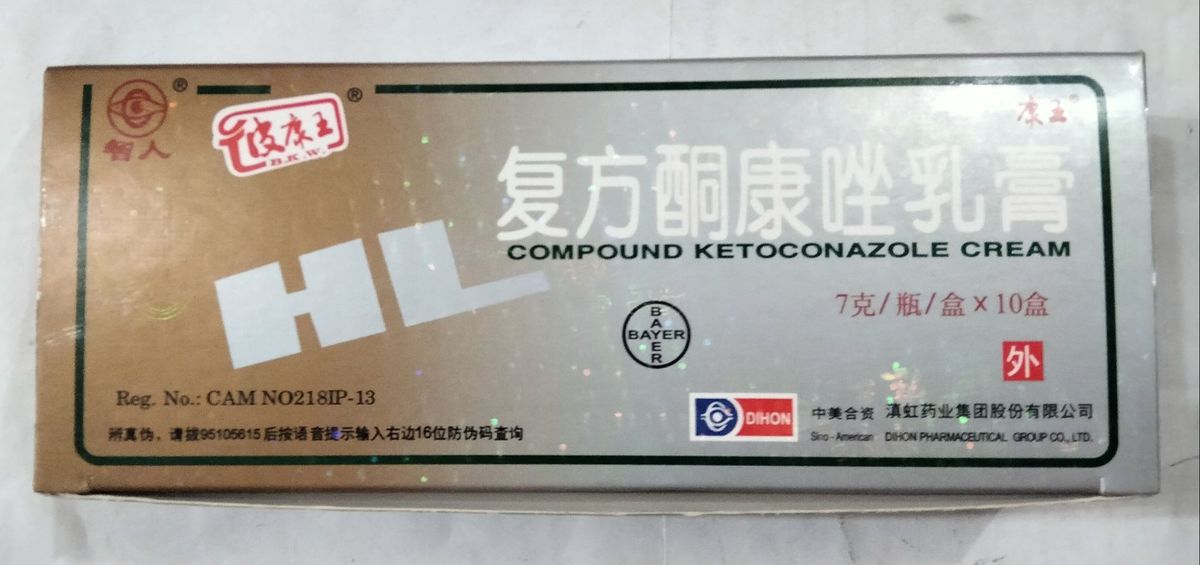 智人®
皮康王®
B.K.W.
康王®
复方酮康唑乳膏
COMPOUND KETOCONAZOLE CREAM
HL
7克/瓶/盒×10盒
BAYER
BAYER
外
Reg. No.: CAM NO218IP-13
辨真伪，请拨95105615后按语音提示输入右边16位防伪码查询
DIHON
中美合资 滇虹药业集团股份有限公司
Sino-American DIHON PHARMACEUTICAL GROUP CO., LTD.